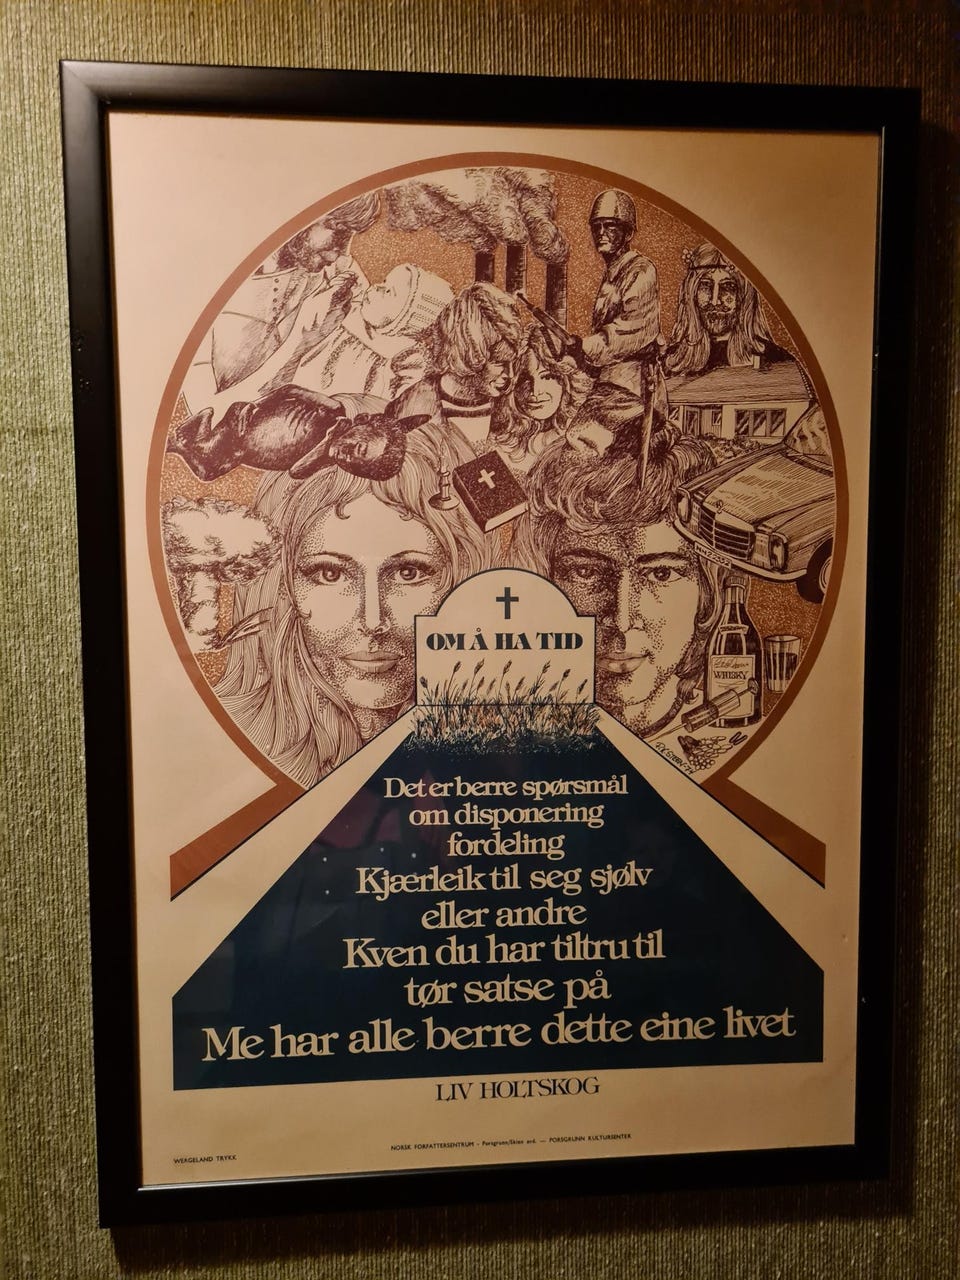 WHISKY
OM Å HA TID
Det er berre spørsmål
om disponering
fordeling
Kjærleik til seg sjølv
eller andre
Kven du har tiltru til
tør satse på
Me har alle berre dette eine livet
LIV HOLTSKOG
NORSK FORFATTERSENTRUM - Porsgrunn/Skien avd. — PORSGRUNN KULTURSENTER
WERGELAND TRYKK